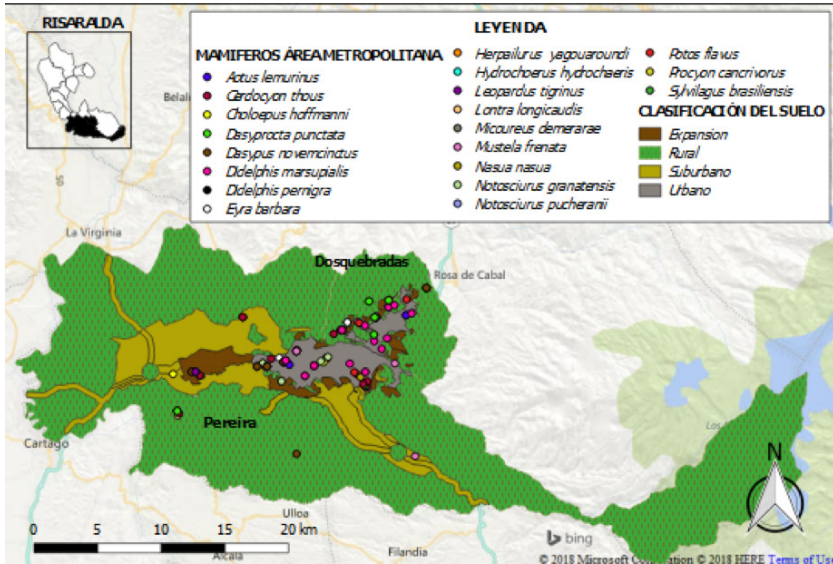 RISARALDA
LEYENDA
MAMIFEROS ÁREA METROPOLITANA
Aotus lemurinus
Cerdocyon thous
Choloepus hoffmanni
Dasyprocta punctata
Dasypus novemcinctus
Didelphis marsupialis
Didelphis pernigra
Eyra barbara
Herpailurus yagouaroundi
Hydrochoerus hydrochaeris
Leopardus tigrinus
Lontra longicaudis
Micoureus demerarae
Mustela frenata
Nasua nasua
Notosciurus granatensis
Notosciurus pucheranii
Potos flavus
Procyon cancrivorus
Sylvilagus brasiliensis
CLASIFICACIÓN DEL SUELO
Expansion
Rural
Suburbano
Urbano
Belal
La Virginia
Dosquebradas
Rosa de Cabal
Pereira
Cartago
Los
N
Ulloa
0 5 10 15 20 km
Alcalá
Filandia
bing
© 2018 Microsoft Corporation © 2018 HERE Terms of Use